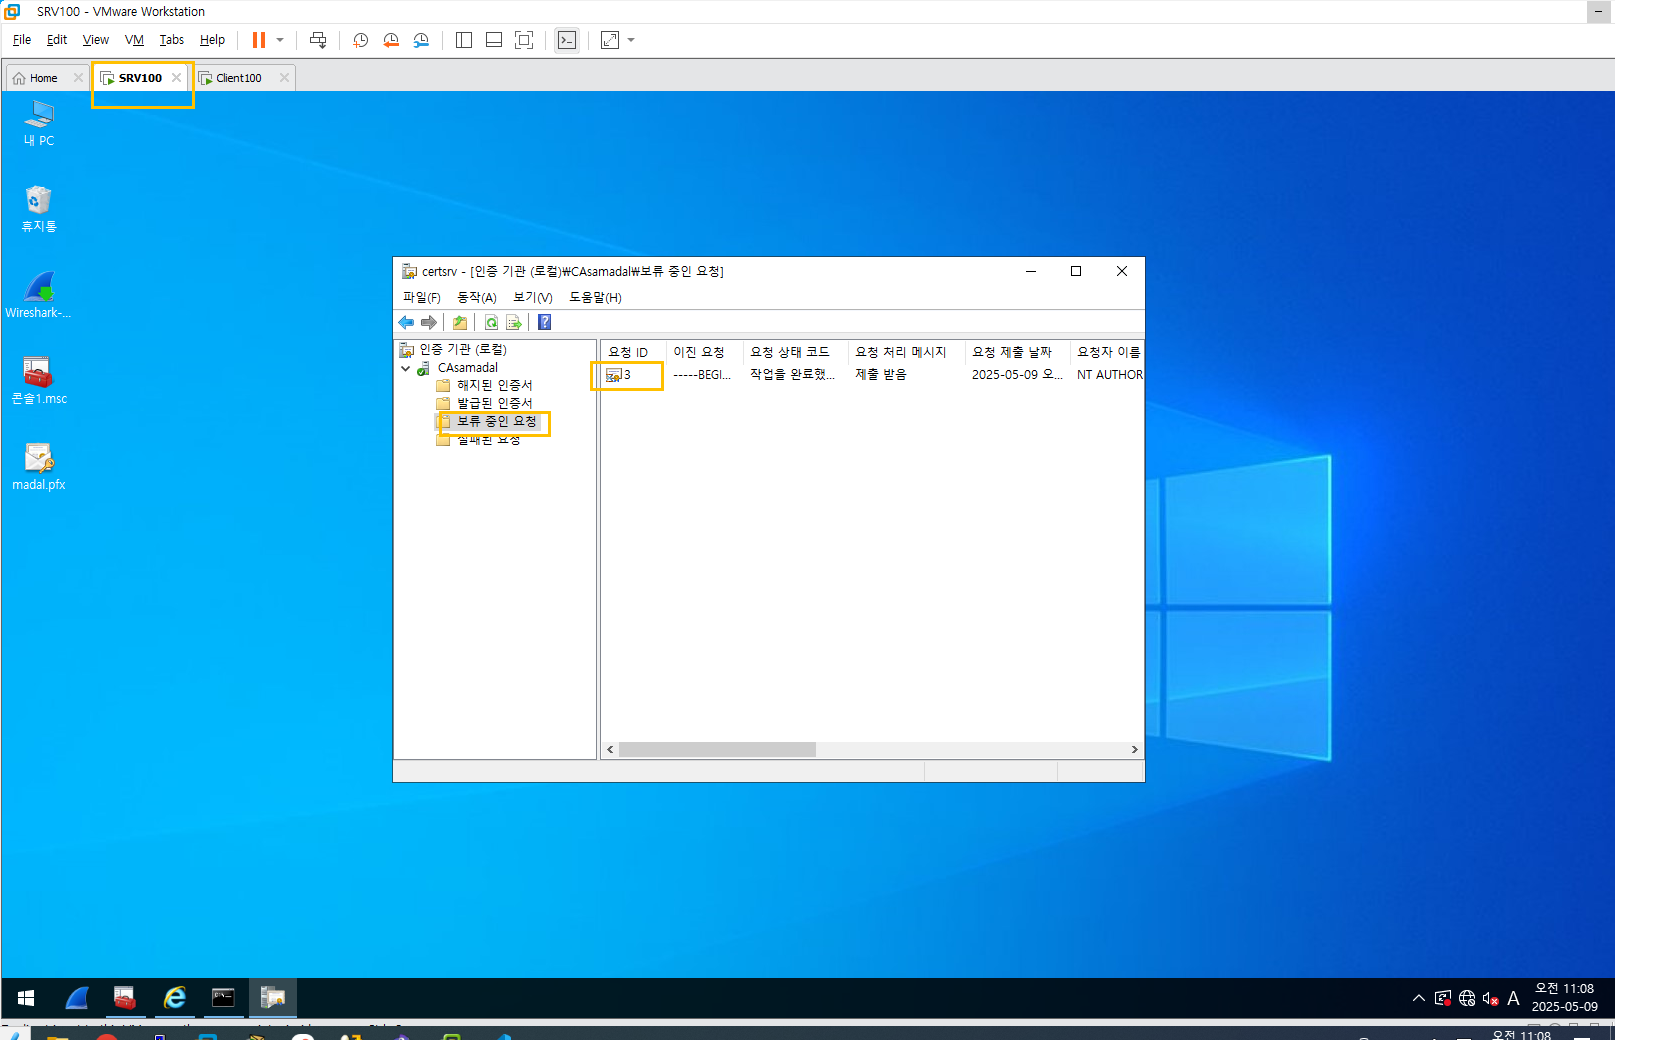 SRV100 - VMware Workstation
File Edit View VM Tabs Help
Home SRV100 Client100
내 PC
휴지통
Wireshark-...
콘솔1.msc
madal.pfx
certsrv - [인증 기관 (로컬)₩CAsamadal₩보류 중인 요청]
파일(F) 동작(A) 보기(V) 도움말(H)
인증 기관 (로컬)
CAsamadal
해지된 인증서
발급된 인증서
보류 중인 요청
실패한 요청
요청 ID 이진 요청 요청 상태 코드 요청 처리 메시지 요청 제출 날짜 요청자 이름
3 -----BEGI... 작업을 완료했... 제출 받음 2025-05-09 오... NT AUTHOR
A 오전 11:08
2025-05-09
오전 11:08